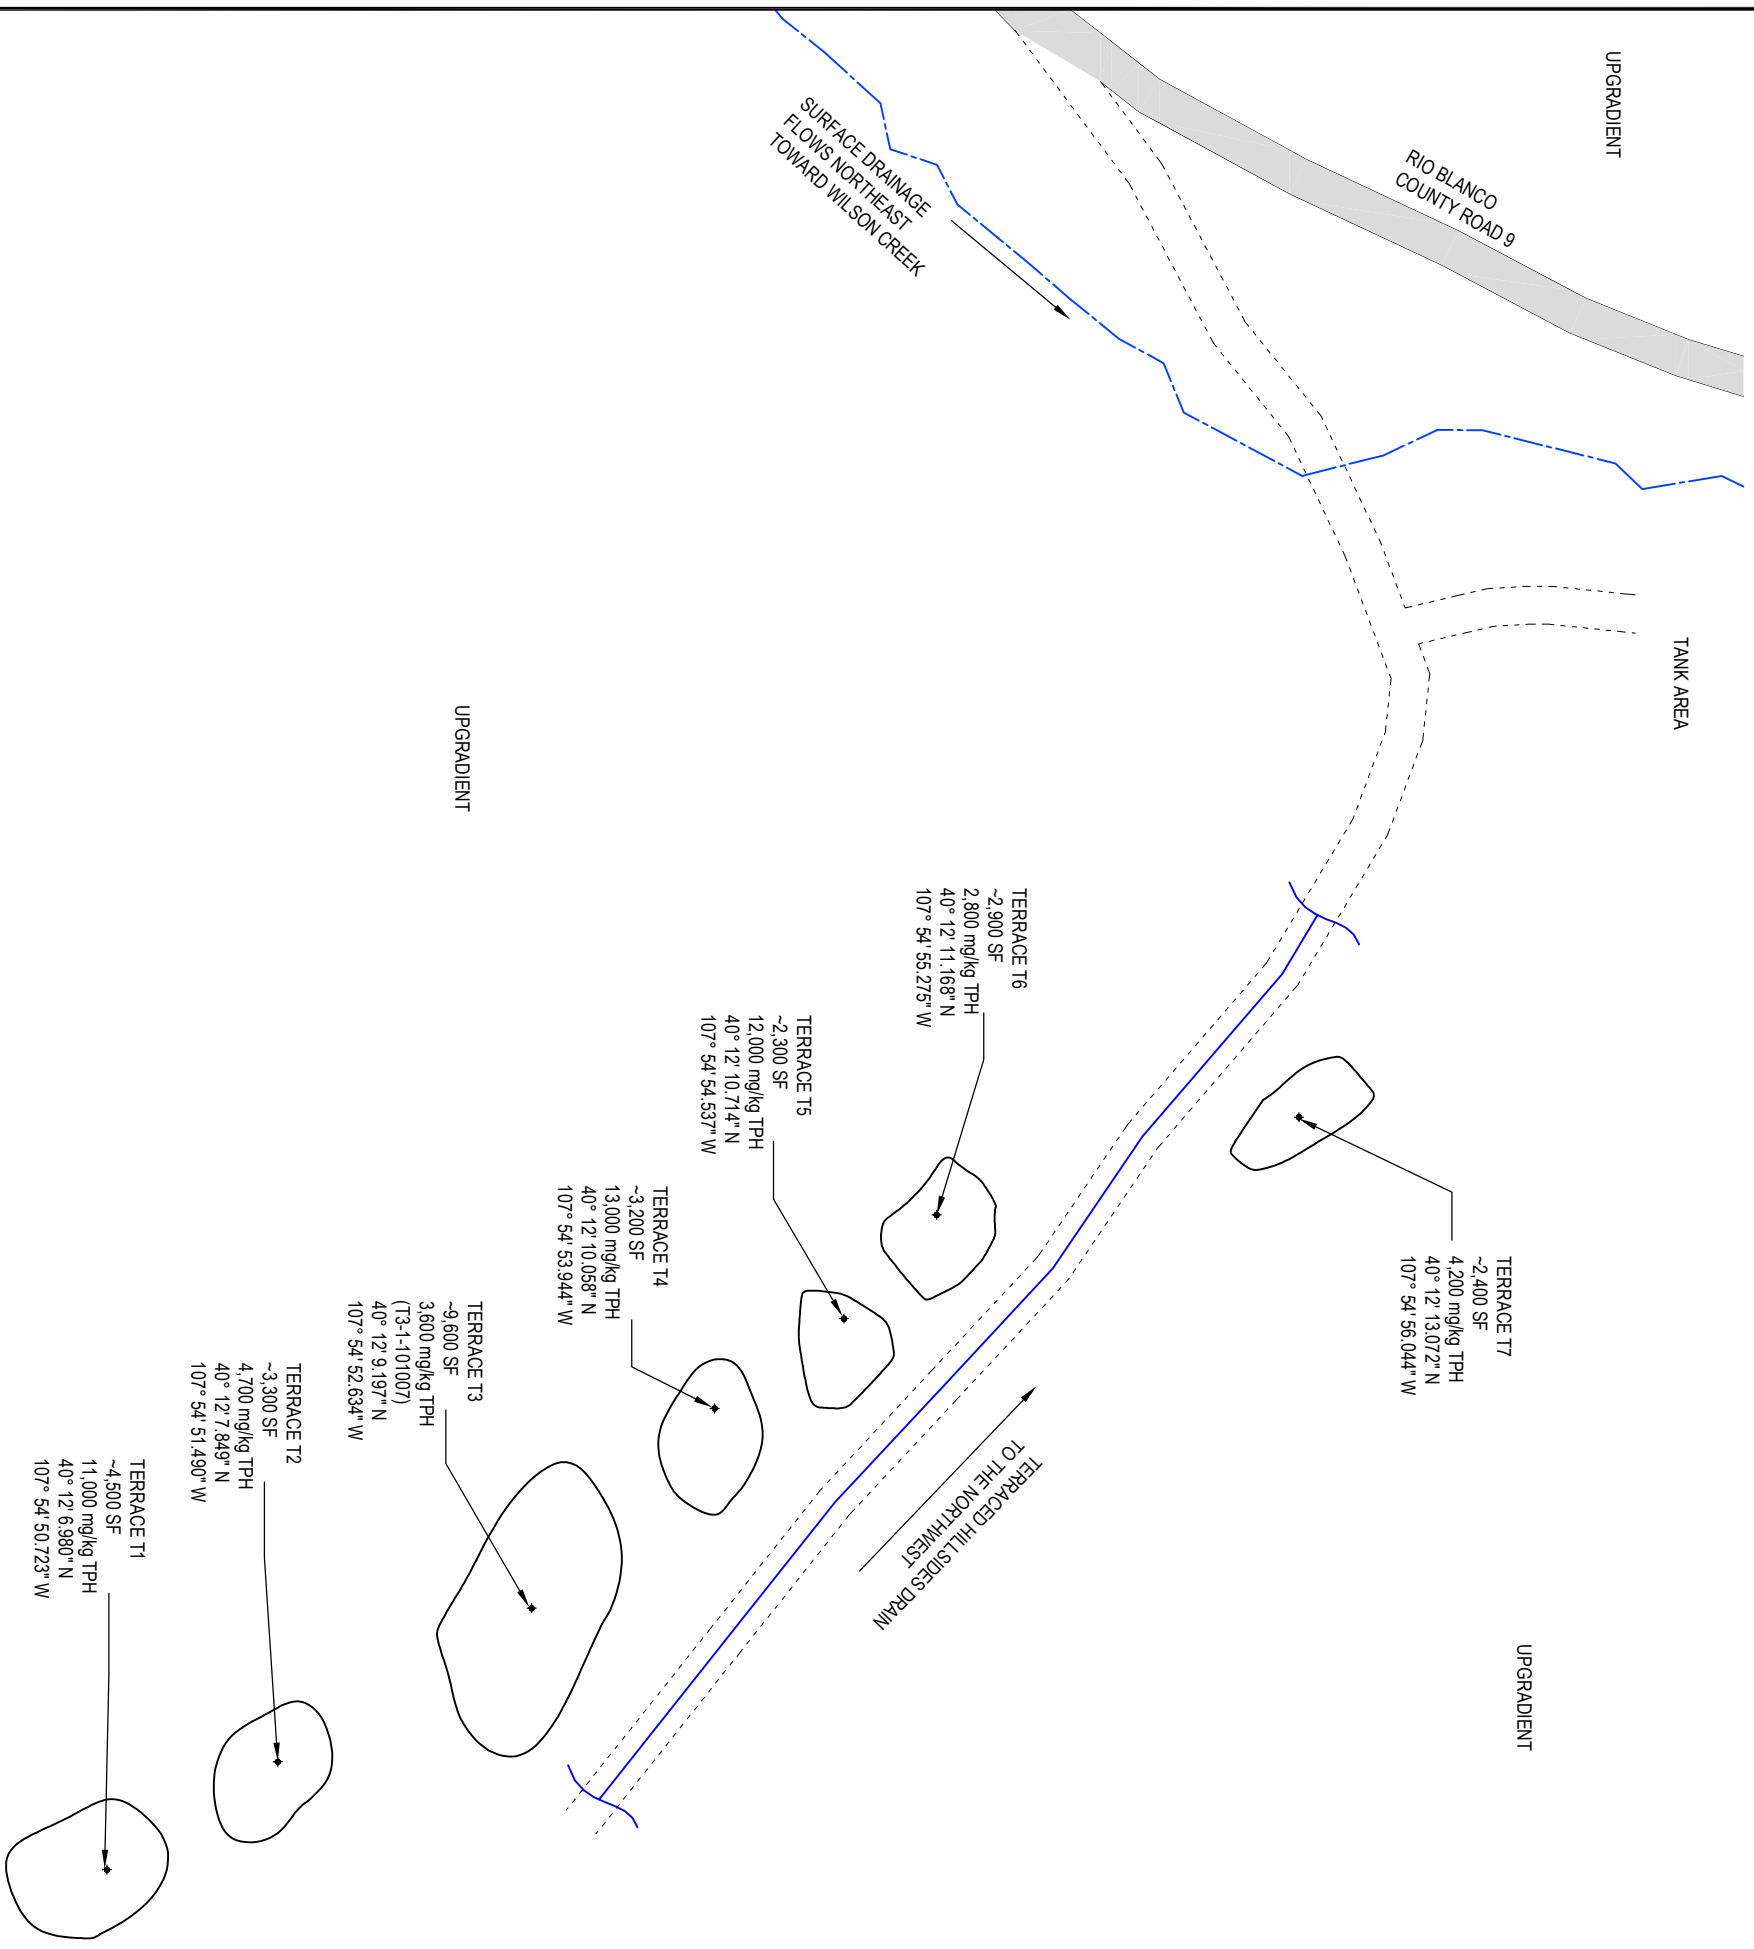 UPGRADIENT
RIO BLANCO
COUNTY ROAD 9
SURFACE DRAINAGE
FLOWS NORTHEAST
TOWARD WILSON CREEK
TANK AREA
UPGRADIENT
TERRACE T7
~2,400 SF
4,200 mg/kg TPH
40° 12' 13.072" N
107° 54' 56.044" W
TERRACE T6
~2,900 SF
2,800 mg/kg TPH
40° 12' 11.168" N
107° 54' 55.275" W
TERRACE T5
~2,300 SF
12,000 mg/kg TPH
40° 12' 10.714" N
107° 54' 54.537" W
TERRACE T4
~3,200 SF
13,000 mg/kg TPH
40° 12' 10.058" N
107° 54' 53.944" W
TERRACE T3
~9,600 SF
3,600 mg/kg TPH
(T3-1-101007)
40° 12' 9.197" N
107° 54' 52.634" W
TERRACE T2
~3,300 SF
4,700 mg/kg TPH
40° 12' 7.849" N
107° 54' 51.490" W
TERRACE T1
~4,500 SF
11,000 mg/kg TPH
40° 12' 6.980" N
107° 54' 50.723" W
TERRACED HILLSIDES DRAIN
TO THE NORTHWEST
UPGRADIENT